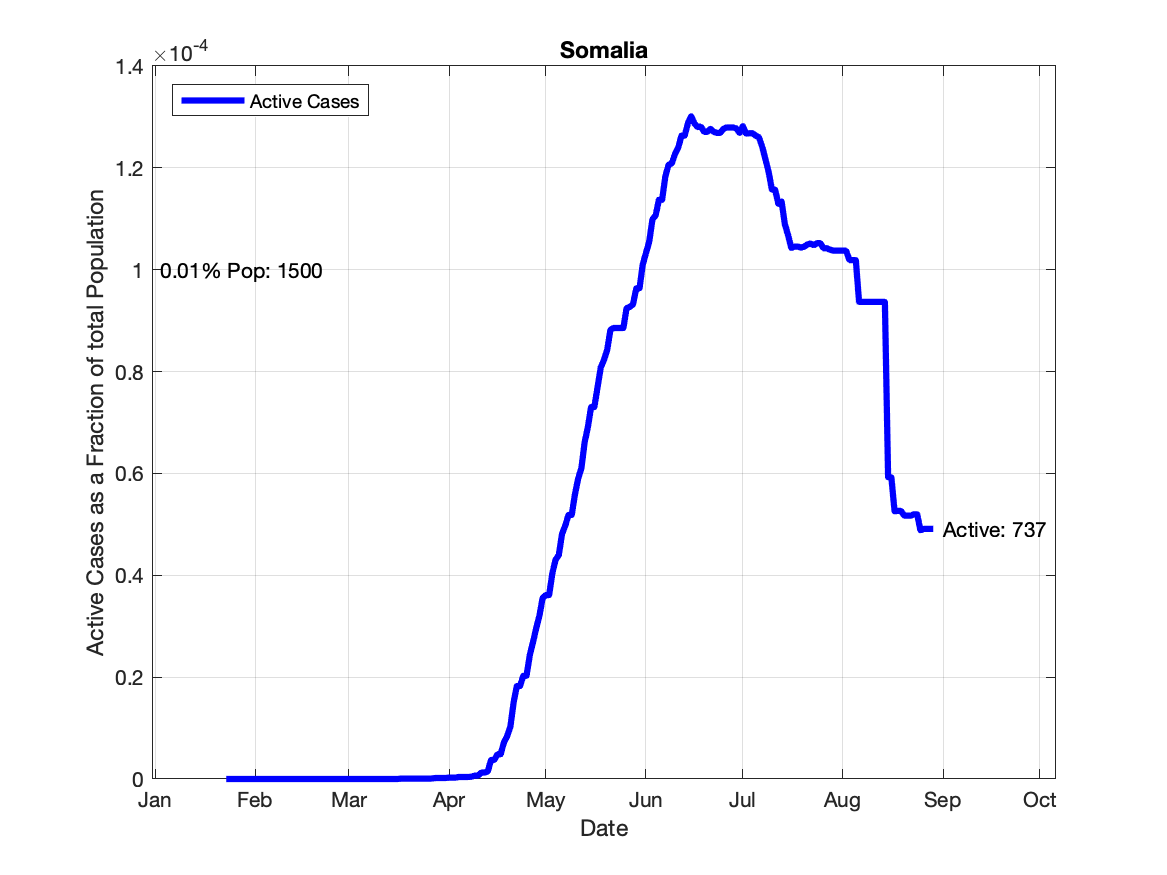 Somalia
×10-4
1.4
1.2
1
0.8
0.6
0.4
0.2
0
Active Cases
0.01% Pop: 1500
Active: 737
Active Cases as a Fraction of total Population
Jan Feb Mar Apr May Jun Jul Aug Sep Oct
Date